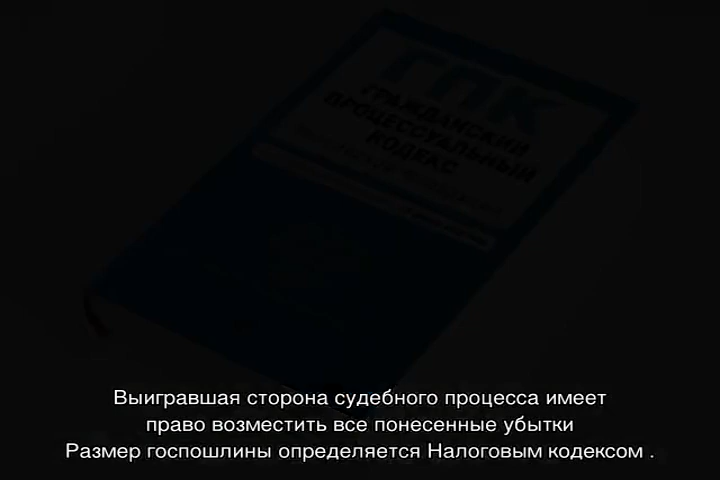 ГПК
ГРАЖДАНСКИЙ
ПРОЦЕССУАЛЬНЫЙ
КОДЕКС
Выигравшая сторона судебного процесса имеет
право возместить все понесенные убытки
Размер госпошлины определяется Налоговым кодексом .